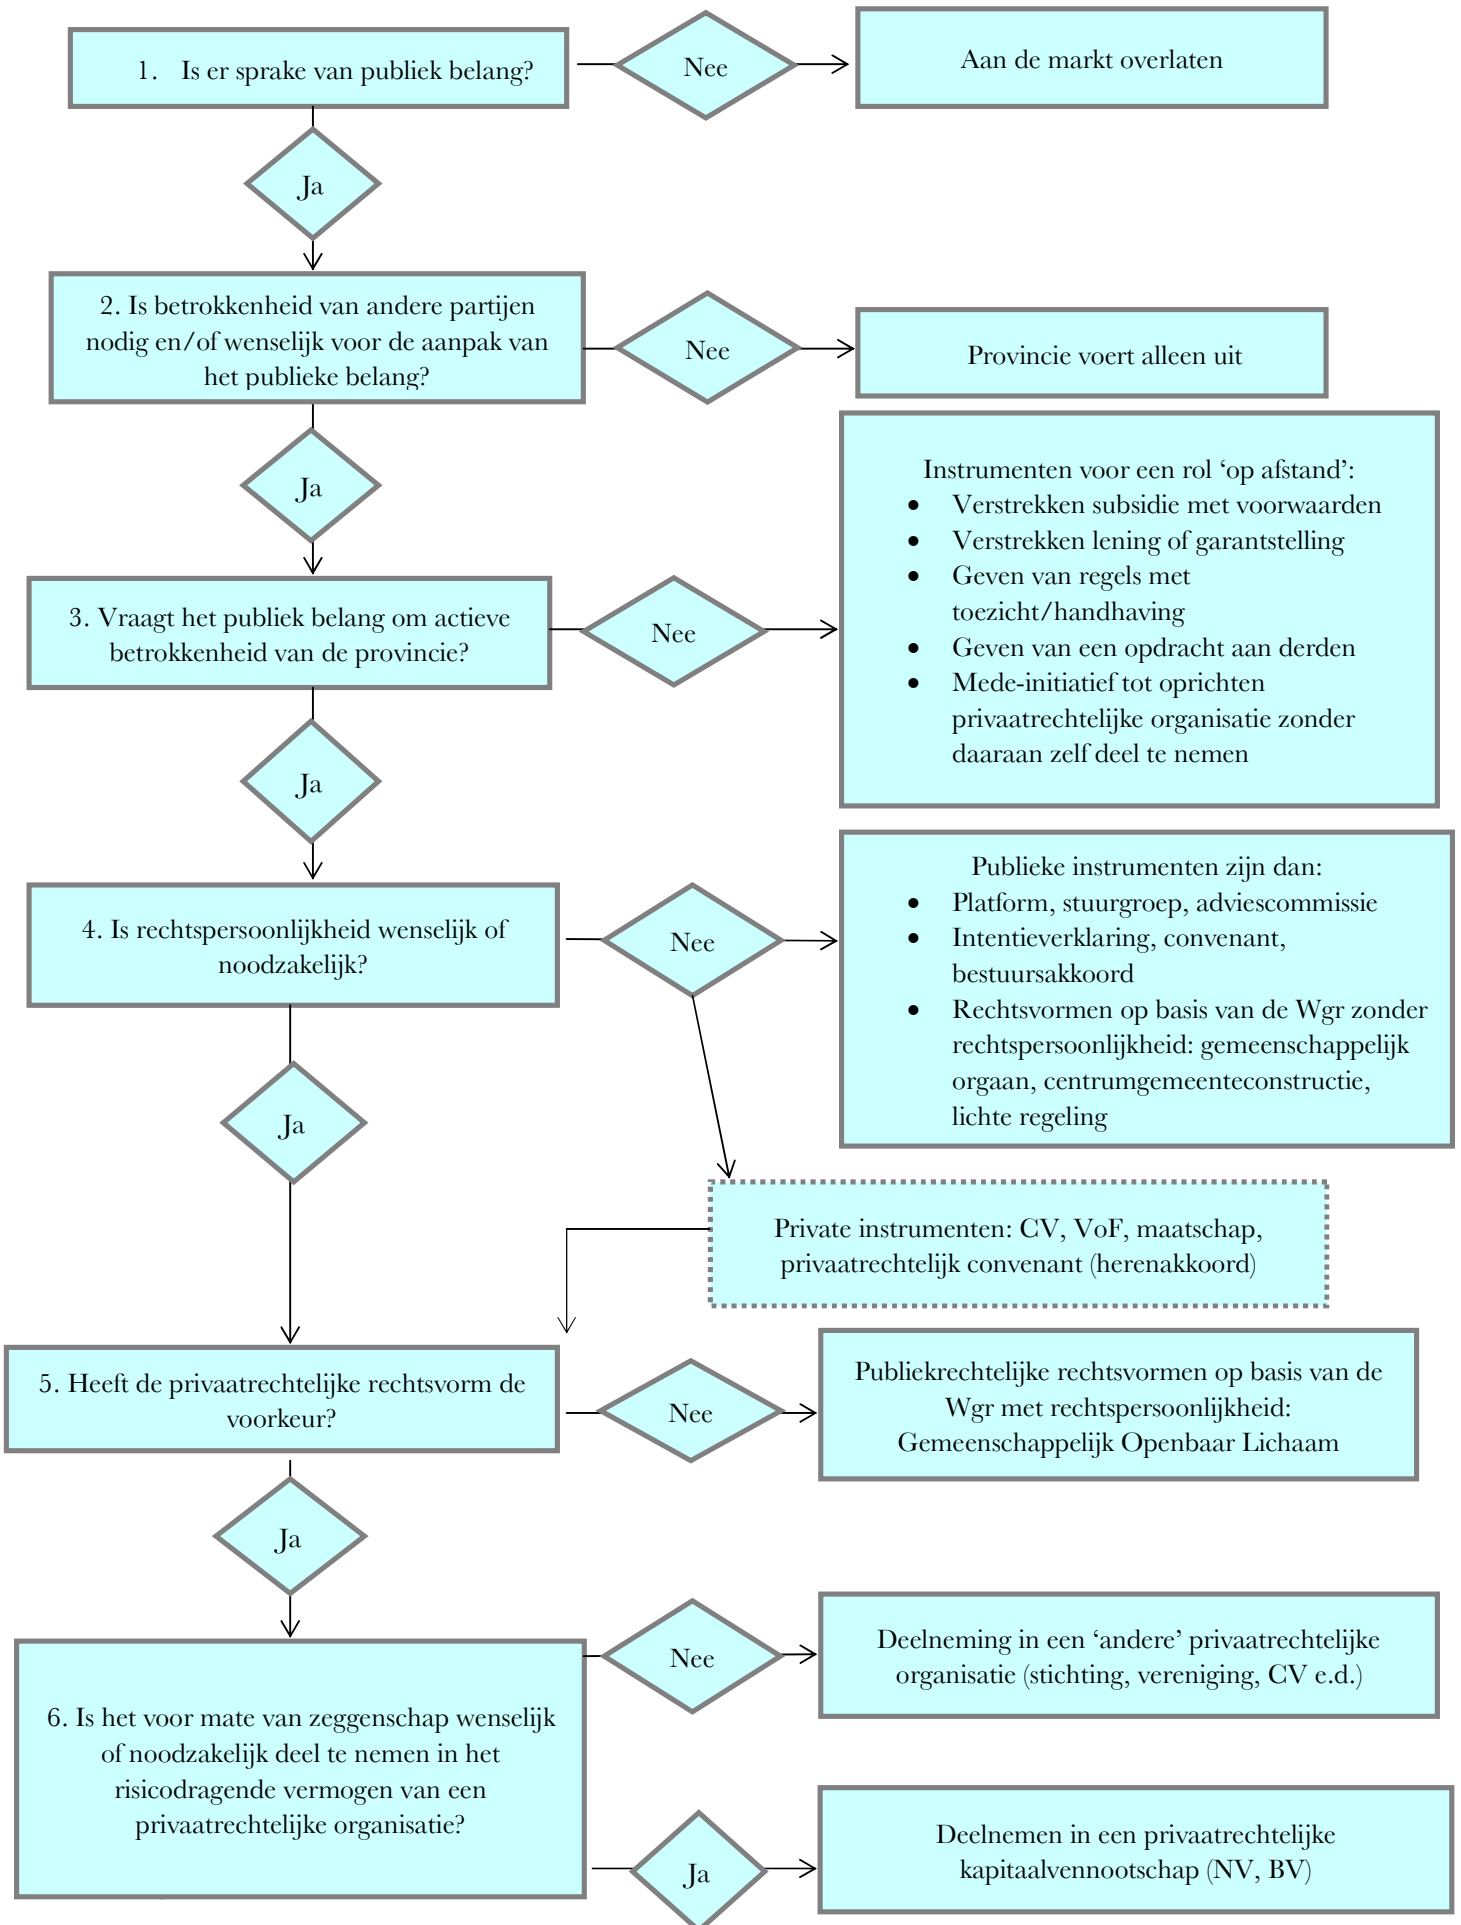 1. Is er sprake van publiek belang?
Nee
Aan de markt overlaten
Ja
2. Is betrokkenheid van andere partijen
nodig en/of wenselijk voor de aanpak van
het publieke belang?
Nee
Provincie voert alleen uit
Ja
Instrumenten voor een rol ‘op afstand’:
• Verstrekken subsidie met voorwaarden
• Verstrekken lening of garantstelling
• Geven van regels met
toezicht/handhaving
• Geven van een opdracht aan derden
• Mede-initiatief tot oprichten
privaatrechtelijke organisatie zonder
daaraan zelf deel te nemen
3. Vraagt het publiek belang om actieve
betrokkenheid van de provincie?
Nee
Ja
4. Is rechtspersoonlijkheid wenselijk of
noodzakelijk?
Nee
Publieke instrumenten zijn dan:
• Platform, stuurgroep, adviescommissie
• Intentieverklaring, convenant,
bestuursakkoord
• Rechtsvormen op basis van de Wgr zonder
rechtspersoonlijkheid: gemeenschappelijk
orgaan, centrumgemeenteconstructie,
lichte regeling
Ja
Private instrumenten: CV, VoF, maatschap,
privaatrechtelijk convenant (herenakkoord)
5. Heeft de privaatrechtelijke rechtsvorm de
voorkeur?
Nee
Publiekrechtelijke rechtsvormen op basis van de
Wgr met rechtspersoonlijkheid:
Gemeenschappelijk Openbaar Lichaam
Ja
6. Is het voor mate van zeggenschap wenselijk
of noodzakelijk deel te nemen in het
risicodragende vermogen van een
privaatrechtelijke organisatie?
Nee
Deelneming in een ‘andere’ privaatrechtelijke
organisatie (stichting, vereniging, CV e.d.)
Ja
Deelnemen in een privaatrechtelijke
kapitaalvennootschap (NV, BV)